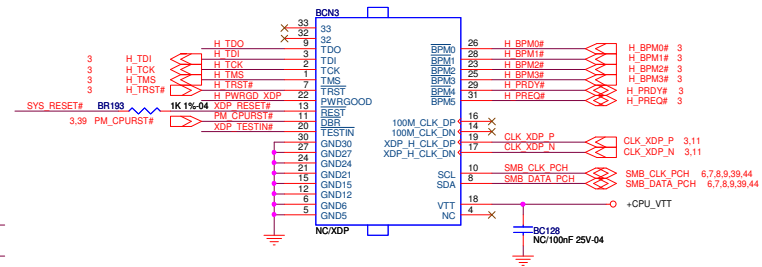 BCN3
33 33
32 32
H_TDO 9 TDO BPM0 26 H_BPM0# H_BPM0# 3
3 H_TDI H_TDI 3 TDI BPM1 28 H_BPM1# H_BPM1# 3
3 H_TCK H_TCK 2 TCK BPM2 23 H_BPM2# H_BPM2# 3
3 H_TMS H_TMS 1 TMS BPM3 25 H_BPM3# H_BPM3# 3
3 H_TRST# H_TRST# 7 TRST BPM4 29 H_PRDY# H_PRDY# 3
H_PWRGD_XDP 22 PWRGOOD BPM5 31 H_PREQ# H_PREQ# 3
SYS_RESET# BR193 1K 1%-04 XDP_RESET# 13 REST
3,39 PM_CPURST# PM_CPURST# 11 DBR 100M_CLK_DP 16
XDP_TESTIN# 20 TESTIN 100M_CLK_DN 14
30 GND30 XDP_H_CLK_DP 19 CLK_XDP_P CLK_XDP_P 3,11
27 GND27 XDP_H_CLK_DN 17 CLK_XDP_N CLK_XDP_N 3,11
24 GND24
21 GND21 SCL 10 SMB_CLK_PCH SMB_CLK_PCH 6,7,8,9,39,44
15 GND15 SDA 8 SMB_DATA_PCH SMB_DATA_PCH 6,7,8,9,39,44
12 GND12
6 GND6 VTT 18 +CPU_VTT
5 GND5 NC 4
NC/XDP
BC128
NC/100nF 25V-04